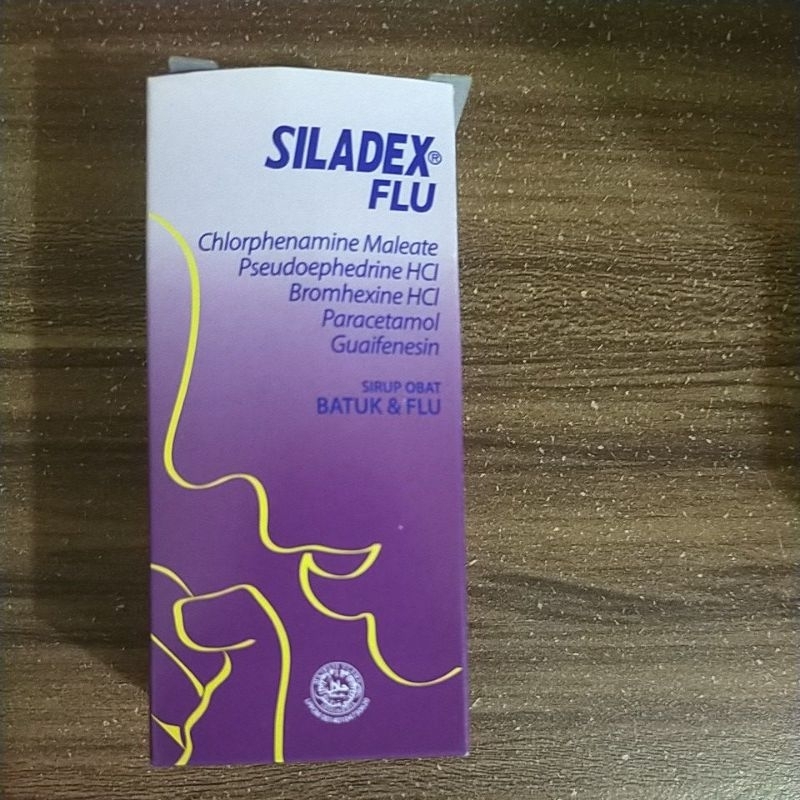 SILADEX®
FLU
Chlorphenamine Maleate
Pseudoephedrine HCl
Bromhexine HCl
Paracetamol
Guaifenesin
SIRUP OBAT
BATUK & FLU